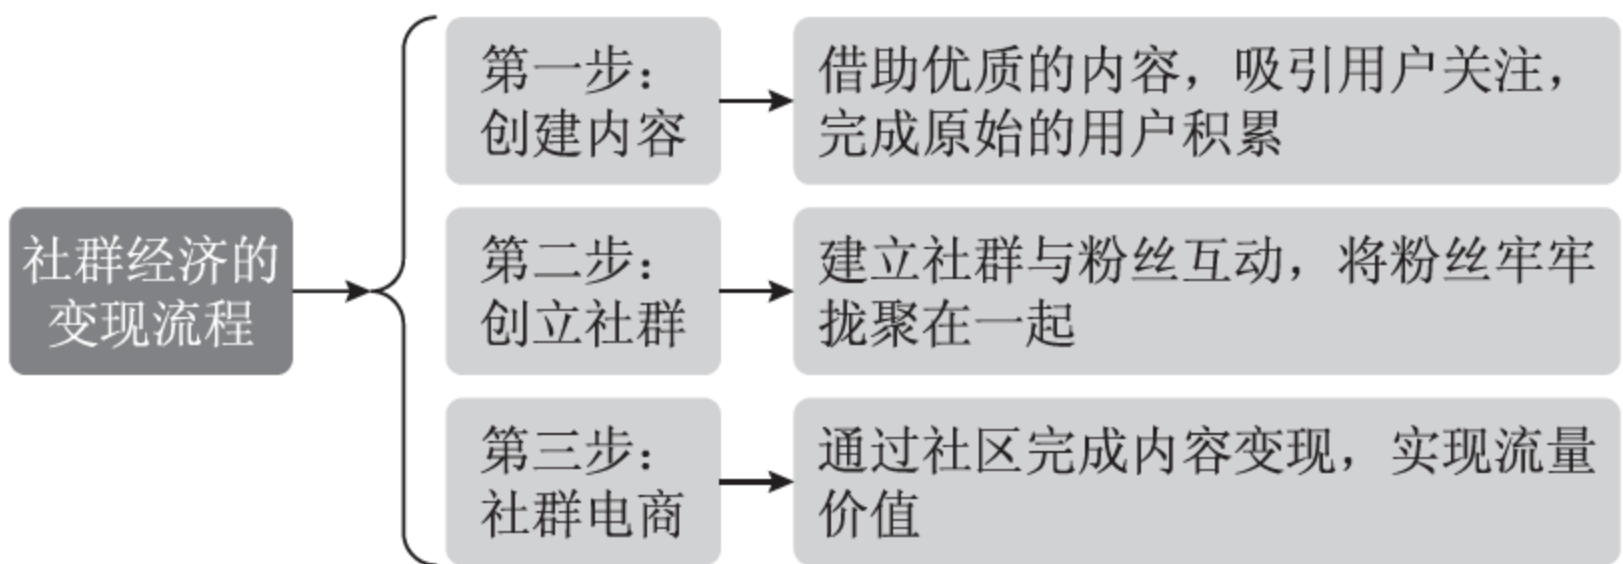 社群经济的
变现流程
第一步：
创建内容
借助优质的内容，吸引用户关注，
完成原始的用户积累
第二步：
创立社群
建立社群与粉丝互动，将粉丝牢牢
拢聚在一起
第三步：
社群电商
通过社区完成内容变现，实现流量
价值